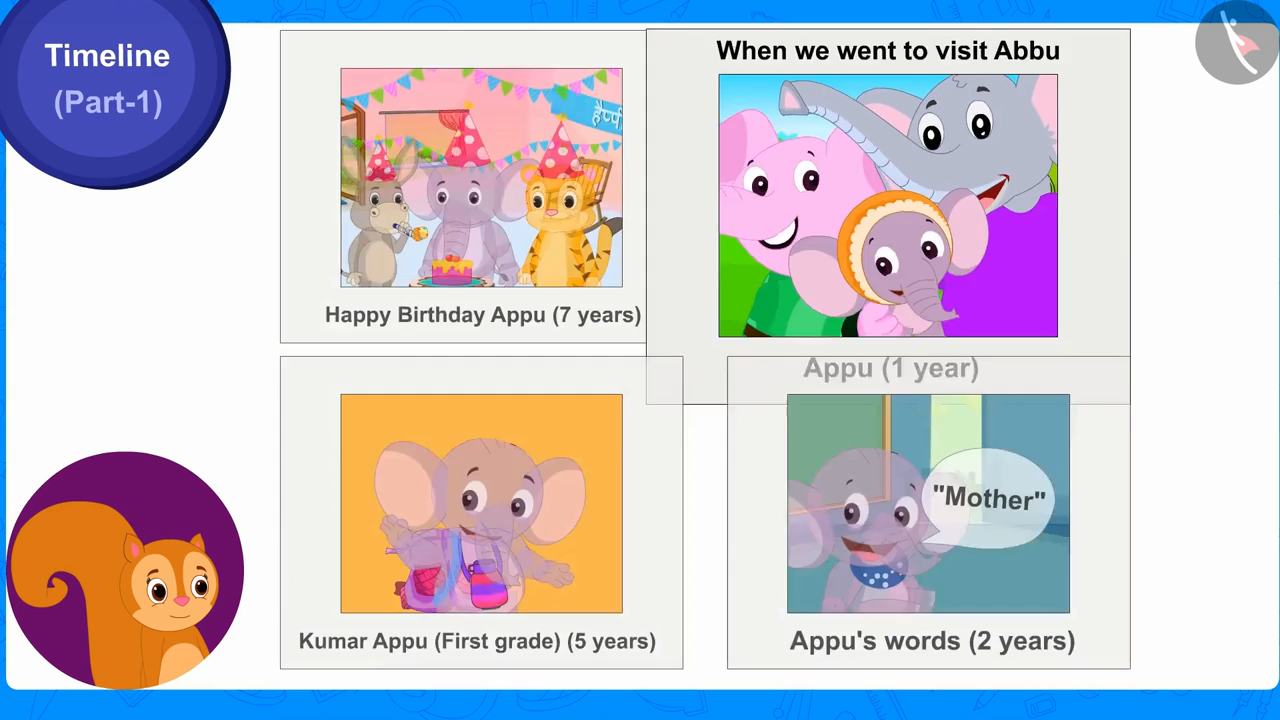 Timeline
(Part-1)
When we went to visit Abbu
Happy Birthday Appu (7 years)
Appu (1 year)
"Mother"
Kumar Appu (First grade) (5 years)
Appu's words (2 years)